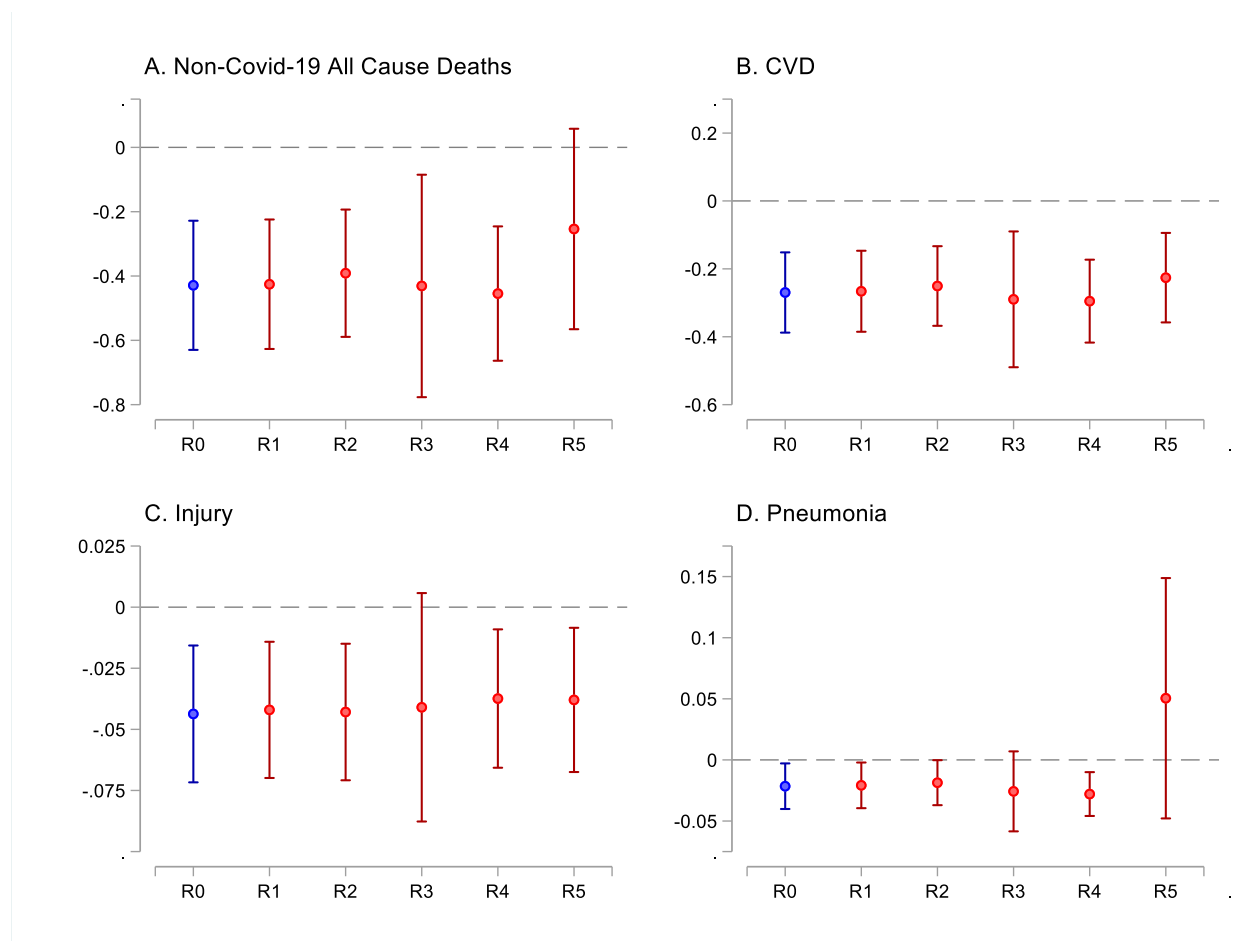 A. Non-Covid-19 All Cause Deaths
0
-0.2
-0.4
-0.6
-0.8
R0 R1 R2 R3 R4 R5
B. CVD
0.2
0
-0.2
-0.4
-0.6
R0 R1 R2 R3 R4 R5
C. Injury
0.025
0
-.025
-.05
-.075
R0 R1 R2 R3 R4 R5
D. Pneumonia
0.15
0.1
0.05
0
-0.05
R0 R1 R2 R3 R4 R5